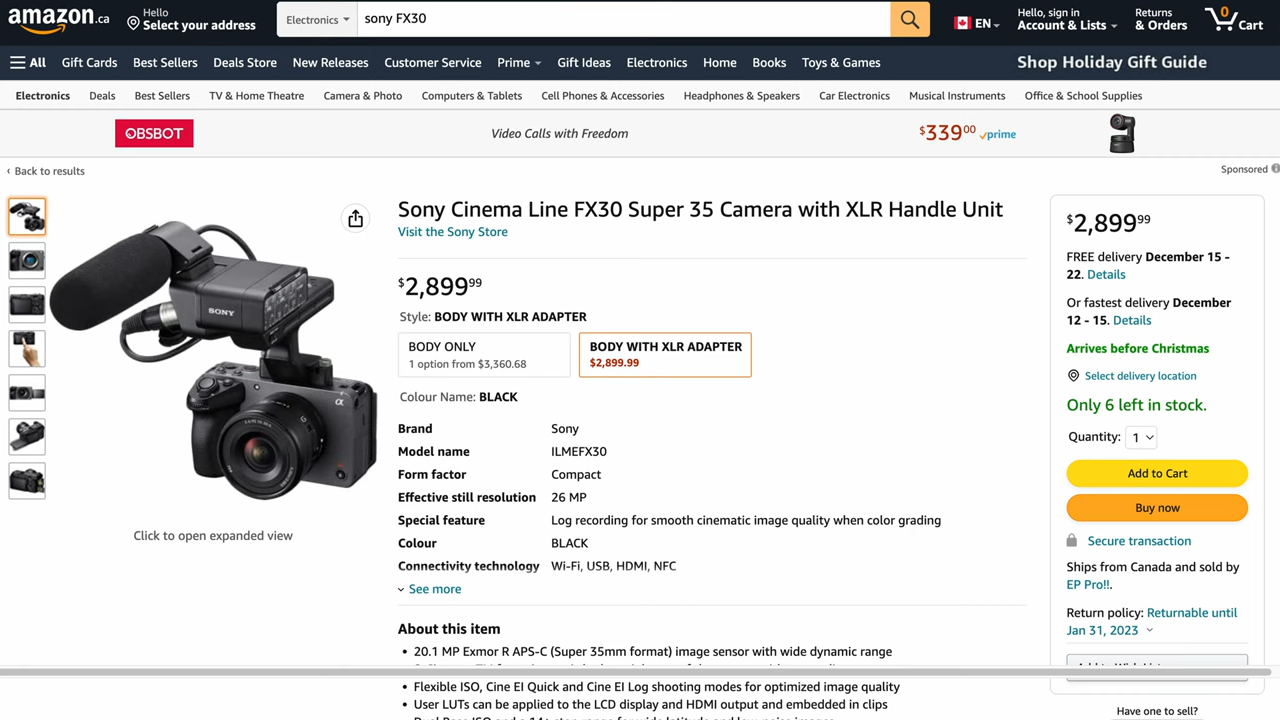 amazon.ca
Hello
Select your address
Electronics
sony FX30
EN
Hello, sign in
Account & Lists
Returns
& Orders
0
Cart
All
Gift Cards
Best Sellers
Deals Store
New Releases
Customer Service
Prime
Gift Ideas
Electronics
Home
Books
Toys & Games
Shop Holiday Gift Guide
Electronics
Deals
Best Sellers
TV & Home Theatre
Camera & Photo
Computers & Tablets
Cell Phones & Accessories
Headphones & Speakers
Car Electronics
Musical Instruments
Office & School Supplies
OBSBOT
Video Calls with Freedom
$33900 prime
‹ Back to results
Sponsored
SONY
α
Click to open expanded view
Sony Cinema Line FX30 Super 35 Camera with XLR Handle Unit
Visit the Sony Store
$2,89999
Style: BODY WITH XLR ADAPTER
BODY ONLY
1 option from $3,360.68
BODY WITH XLR ADAPTER
$2,899.99
Colour Name: BLACK
Brand Sony
Model name ILMEFX30
Form factor Compact
Effective still resolution 26 MP
Special feature Log recording for smooth cinematic image quality when color grading
Colour BLACK
Connectivity technology Wi-Fi, USB, HDMI, NFC
See more
About this item
• 20.1 MP Exmor R APS-C (Super 35mm format) image sensor with wide dynamic range
• Flexible ISO, Cine EI Quick and Cine EI Log shooting modes for optimized image quality
• User LUTs can be applied to the LCD display and HDMI output and embedded in clips
$2,89999
FREE delivery December 15 -
22. Details
Or fastest delivery December
12 - 15. Details
Arrives before Christmas
Select delivery location
Only 6 left in stock.
Quantity: 1
Add to Cart
Buy now
Secure transaction
Ships from Canada and sold by
EP Pro!!.
Return policy: Returnable until
Jan 31, 2023
Have one to sell?